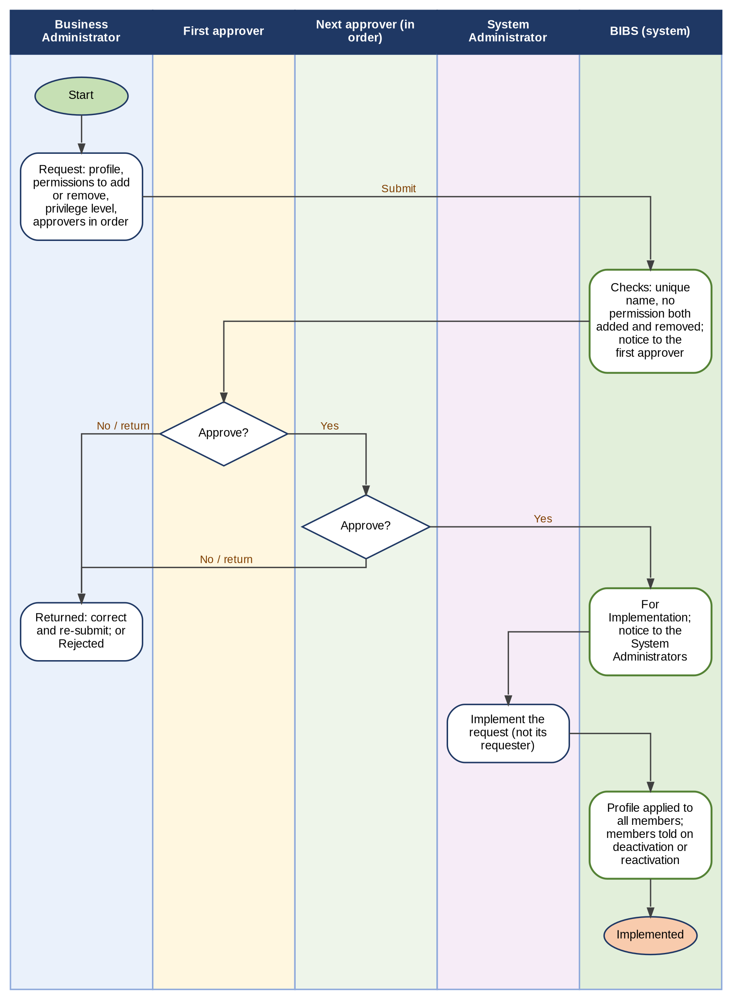 Business
Administrator
First approver
Next approver (in
order)
System
Administrator
BIBS (system)
Start
Request: profile,
permissions to add
or remove,
privilege level,
approvers in order
Submit
Checks: unique
name, no
permission both
added and removed;
notice to the
first approver
No / return
Approve?
Yes
Approve?
Yes
No / return
Returned: correct
and re-submit; or
Rejected
For
Implementation;
notice to the
System
Administrators
Implement the
request (not its
requester)
Profile applied to
all members;
members told on
deactivation or
reactivation
Implemented